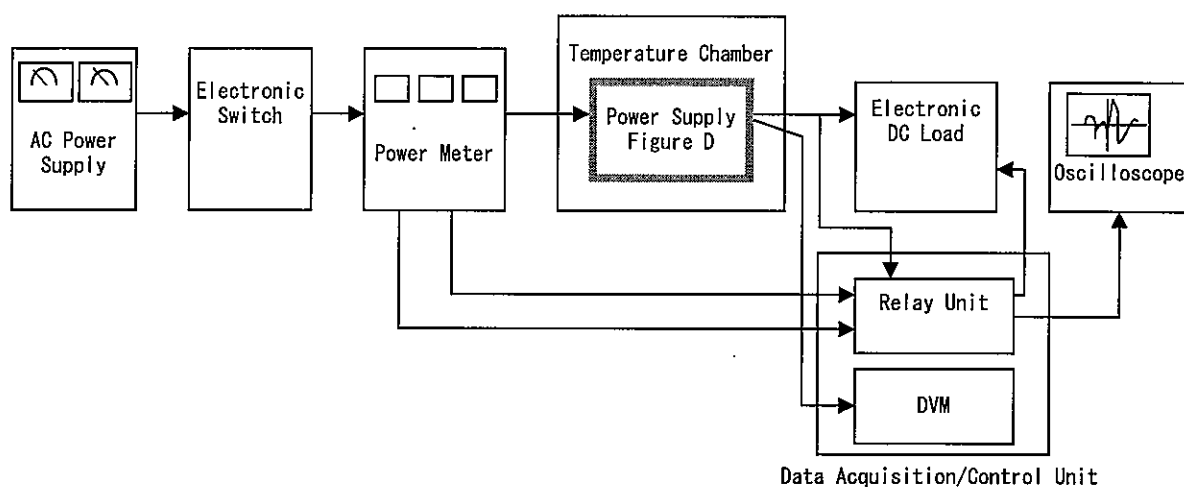 AC Power
Supply
Electronic
Switch
Power Meter
Temperature Chamber
Power Supply
Figure D
Electronic
DC Load
Oscilloscope
Relay Unit
DVM
Data Acquisition/Control Unit